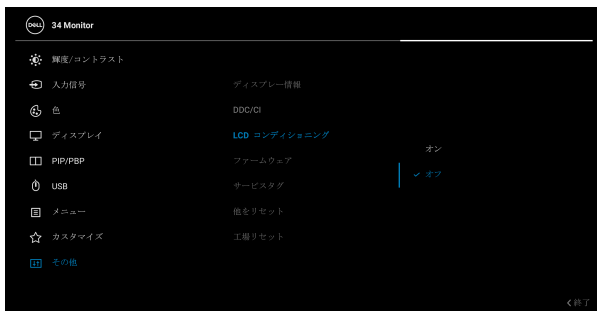 DELL
34 Monitor
輝度/コントラスト
入力信号
ディスプレー情報
色
DDC/CI
ディスプレイ
LCD コンディショニング
オン
PIP/PBP
ファームウェア
✓ オフ
USB
サービスタグ
メニュー
他をリセット
カスタマイズ
工場リセット
その他
終了